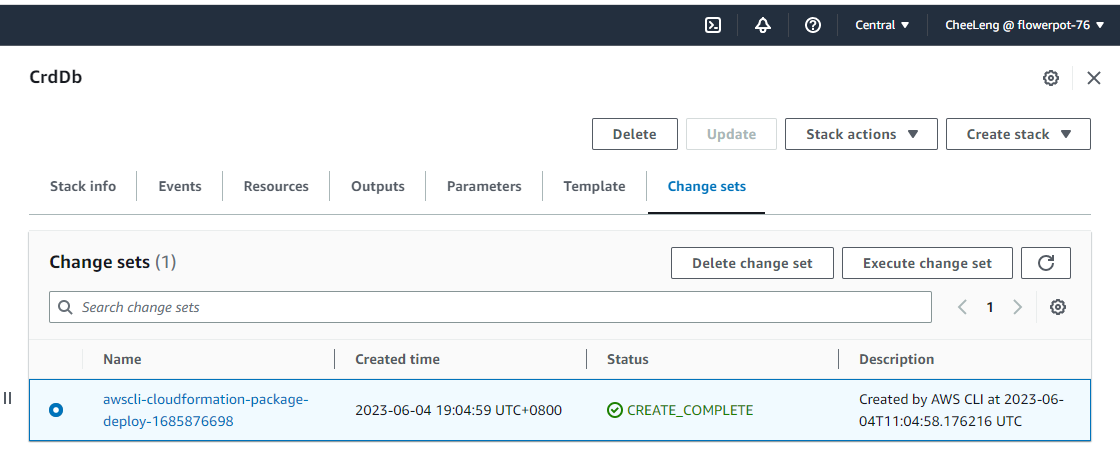 Central CheeLeng @ flowerpot-76
CrdDb
Delete Update Stack actions Create stack
Stack info Events Resources Outputs Parameters Template Change sets
Change sets (1) Delete change set Execute change set
Search change sets 1
Name Created time Status Description
awscli-cloudformation-package-
deploy-1685876698
2023-06-04 19:04:59 UTC+0800
CREATE_COMPLETE
Created by AWS CLI at 2023-06-
04T11:04:58.176216 UTC